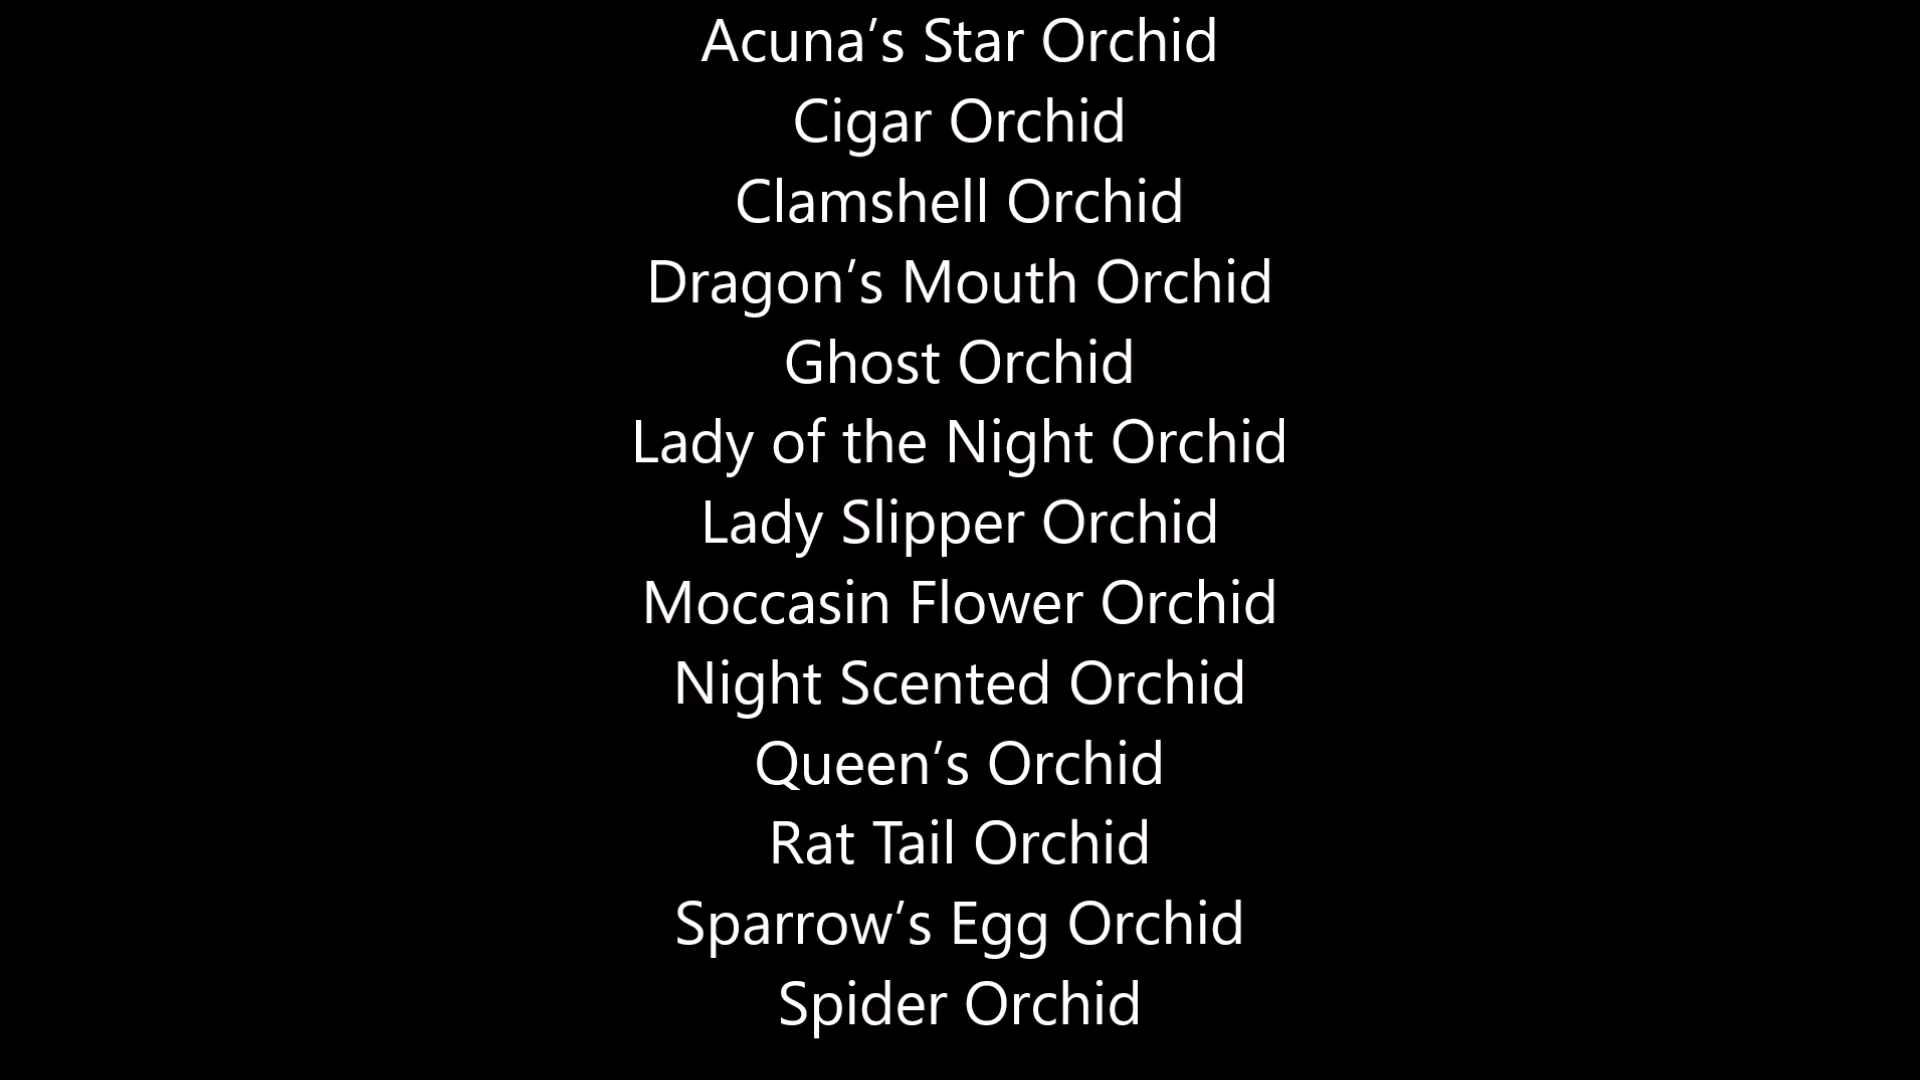 Acuna’s Star Orchid
Cigar Orchid
Clamshell Orchid
Dragon’s Mouth Orchid
Ghost Orchid
Lady of the Night Orchid
Lady Slipper Orchid
Moccasin Flower Orchid
Night Scented Orchid
Queen’s Orchid
Rat Tail Orchid
Sparrow’s Egg Orchid
Spider Orchid